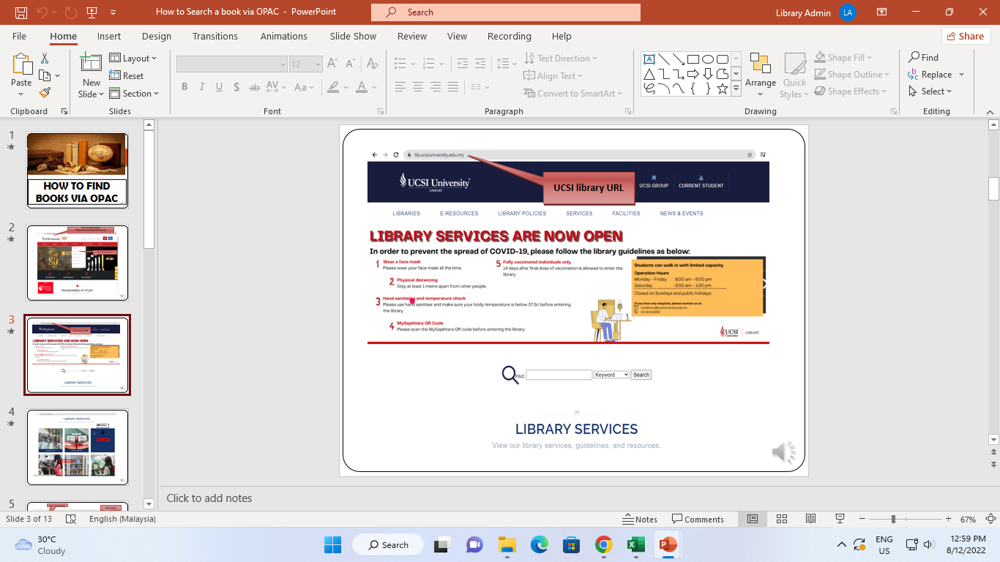 How to Search a book via OPAC - PowerPoint
Search
Library Admin
LA
File
Home
Insert
Design
Transitions
Animations
Slide Show
Review
View
Recording
Help
Share
Paste
New
Slide
Layout
Reset
Section
12
B I U S ab AV Aa
A
Text Direction
Align Text
Convert to SmartArt
Arrange
Quick
Styles
Shape Fill
Shape Outline
Shape Effects
Find
Replace
Select
Clipboard
Slides
Font
Paragraph
Drawing
Editing
1
HOW TO FIND
BOOKS VIA OPAC
2
PROGRAMMES OF STUDY
3
LIBRARY SERVICES ARE NOW OPEN
LIBRARY SERVICES
4
LIBRARY SERVICES
5
lib.ucsiuniversity.edu.my
UCSI University
LIBRARY
UCSI library URL
UCSI GROUP
CURRENT STUDENT
LIBRARIES
E-RESOURCES
LIBRARY POLICIES
SERVICES
FACILITIES
NEWS & EVENTS
LIBRARY SERVICES ARE NOW OPEN
In order to prevent the spread of COVID-19, please follow the library guidelines as below:
1 Wear a face mask
Please wear your face mask all the time.
2 Physical distancing
Stay at least 1 metre apart from other people.
3 Hand sanitising and temperature check
Please use hand sanitiser and make sure your body temperature is below 37.5c before entering
the library.
4 MySejahtera QR Code
Please scan the MySejahtera QR code before entering the library.
5 Fully vaccinated individuals only
14 days after final dose of vaccination is allowed to enter the
library.
Students can walk in with limited capacity
Operation Hours
Monday - Friday : 8.00 am - 6:00 pm
Saturday : 9.00 am - 1.00 pm
Closed on Sundays and public holidays
If you have any enquiries, please contact us at:
ucsilibrary@ucsiuniversity.edu.my
UCSI
University
LIBRARY
PAC
Keyword
Search
LIBRARY SERVICES
View our library services, guidelines, and resources.
Click to add notes
Slide 3 of 13
English (Malaysia)
Notes
Comments
67%
30°C
Cloudy
Search
ENG
US
12:59 PM
8/12/2022